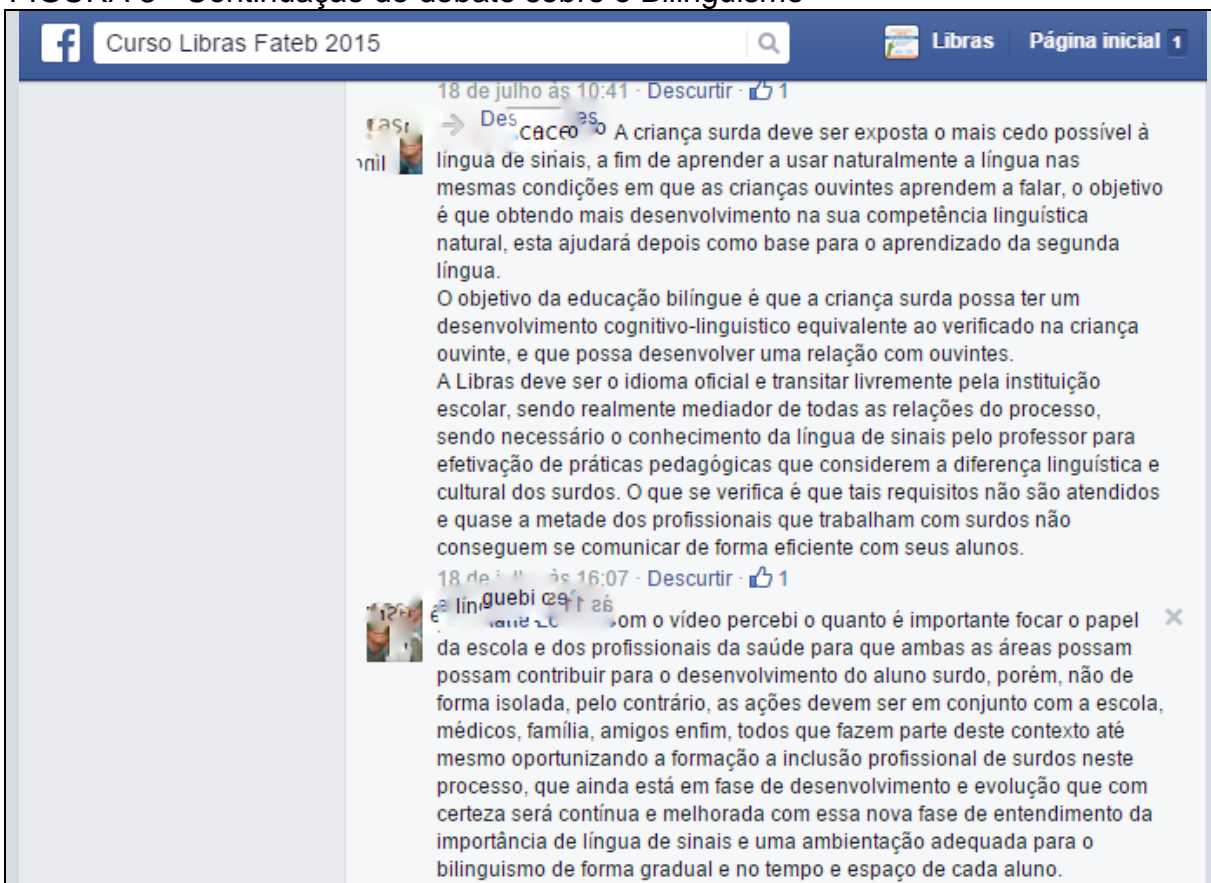 Curso Libras Fateb 2015
Libras Página inicial 1
18 de julho às 10:41 · Descurtir · 1
A criança surda deve ser exposta o mais cedo possível à
língua de sinais, a fim de aprender a usar naturalmente a língua nas
mesmas condições em que as crianças ouvintes aprendem a falar, o objetivo
é que obtendo mais desenvolvimento na sua competência linguística
natural, esta ajudará depois como base para o aprendizado da segunda
língua.
O objetivo da educação bilíngue é que a criança surda possa ter um
desenvolvimento cognitivo-linguistico equivalente ao verificado na criança
ouvinte, e que possa desenvolver uma relação com ouvintes.
A Libras deve ser o idioma oficial e transitar livremente pela instituição
escolar, sendo realmente mediador de todas as relações do processo,
sendo necessário o conhecimento da língua de sinais pelo professor para
efetivação de práticas pedagógicas que considerem a diferença linguística e
cultural dos surdos. O que se verifica é que tais requisitos não são atendidos
e quase a metade dos profissionais que trabalham com surdos não
conseguem se comunicar de forma eficiente com seus alunos.
18 de às 16:07 · Descurtir · 1
o vídeo percebi o quanto é importante focar o papel
da escola e dos profissionais da saúde para que ambas as áreas possam
possam contribuir para o desenvolvimento do aluno surdo, porém, não de
forma isolada, pelo contrário, as ações devem ser em conjunto com a escola,
médicos, família, amigos enfim, todos que fazem parte deste contexto até
mesmo oportunizando a formação a inclusão profissional de surdos neste
processo, que ainda está em fase de desenvolvimento e evolução que com
certeza será contínua e melhorada com essa nova fase de entendimento da
importância de língua de sinais e uma ambientação adequada para o
bilinguismo de forma gradual e no tempo e espaço de cada aluno.